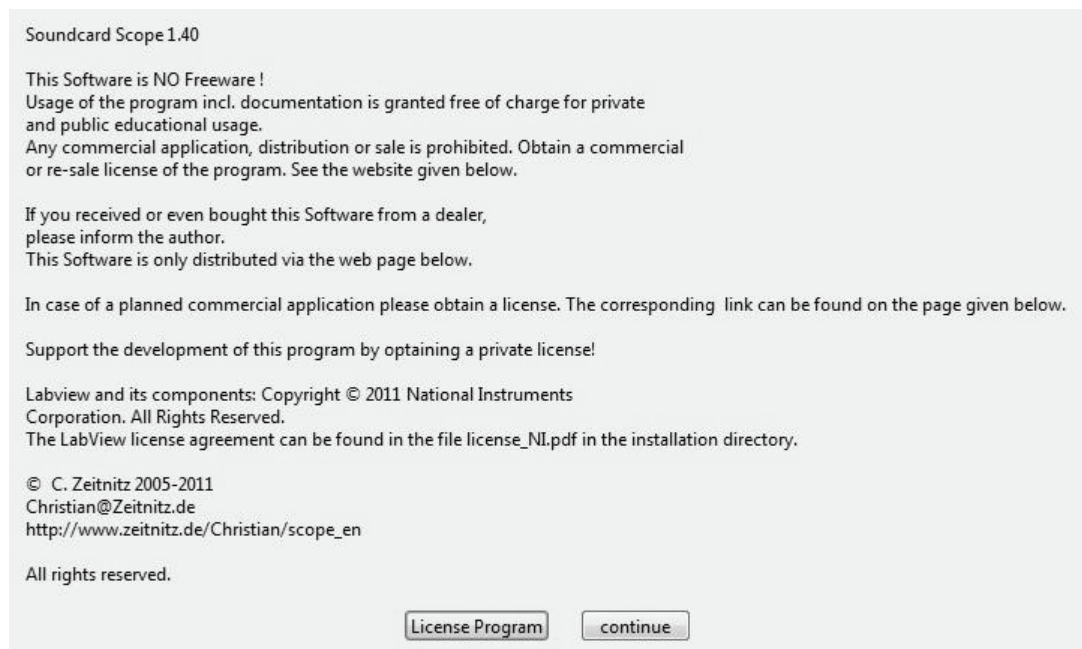 Soundcard Scope 1.40
This Software is NO Freeware !
Usage of the program incl. documentation is granted free of charge for private
and public educational usage.
Any commercial application, distribution or sale is prohibited. Obtain a commercial
or re-sale license of the program. See the website given below.
If you received or even bought this Software from a dealer,
please inform the author.
This Software is only distributed via the web page below.
In case of a planned commercial application please obtain a license. The corresponding  link can be found on the page given below.
Support the development of this program by optaining a private license!
Labview and its components: Copyright © 2011 National Instruments
Corporation. All Rights Reserved.
The LabView license agreement can be found in the file license_NI.pdf in the installation directory.
©  C. Zeitnitz 2005-2011
Christian@Zeitnitz.de
http://www.zeitnitz.de/Christian/scope_en
All rights reserved.
License Program continue